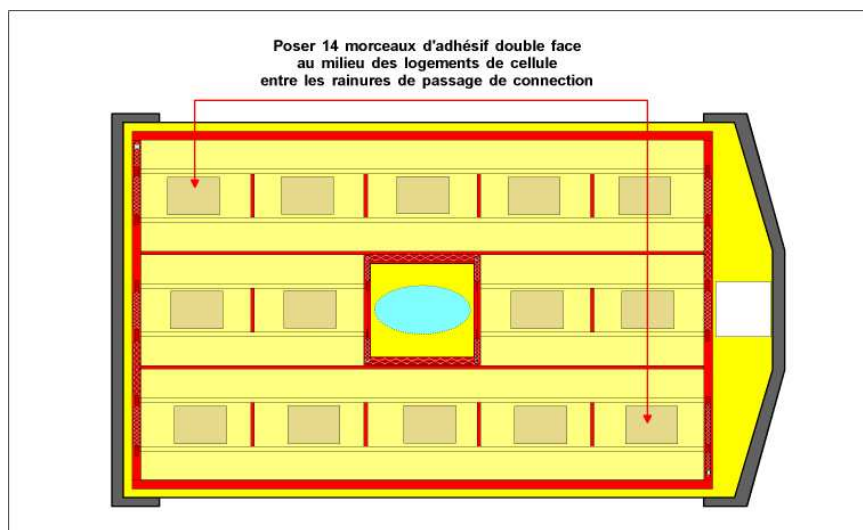 Poser 14 morceaux d'adhésif double face
au milieu des logements de cellule
entre les rainures de passage de connection